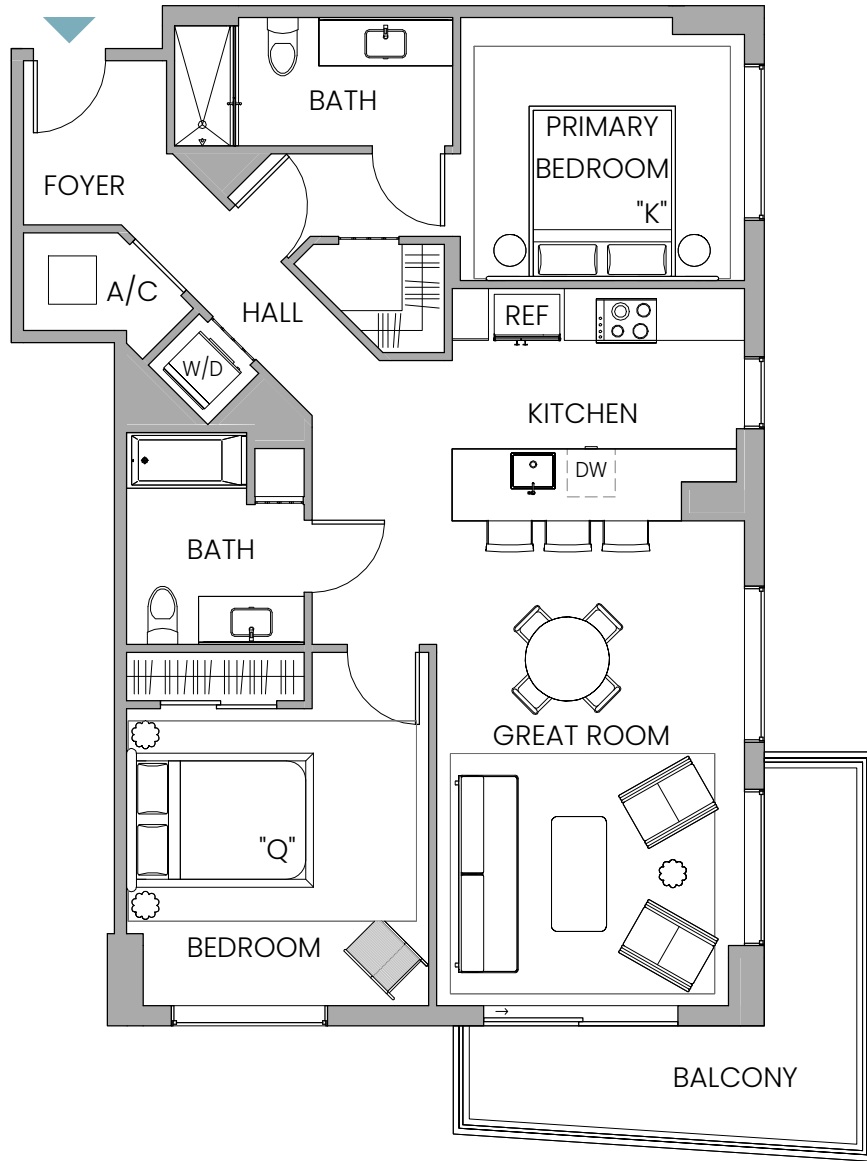 BATH
PRIMARY
BEDROOM
"K"
FOYER
A/C
HALL
REF
W/D
KITCHEN
DW
BATH
GREAT ROOM
"Q"
BEDROOM
BALCONY